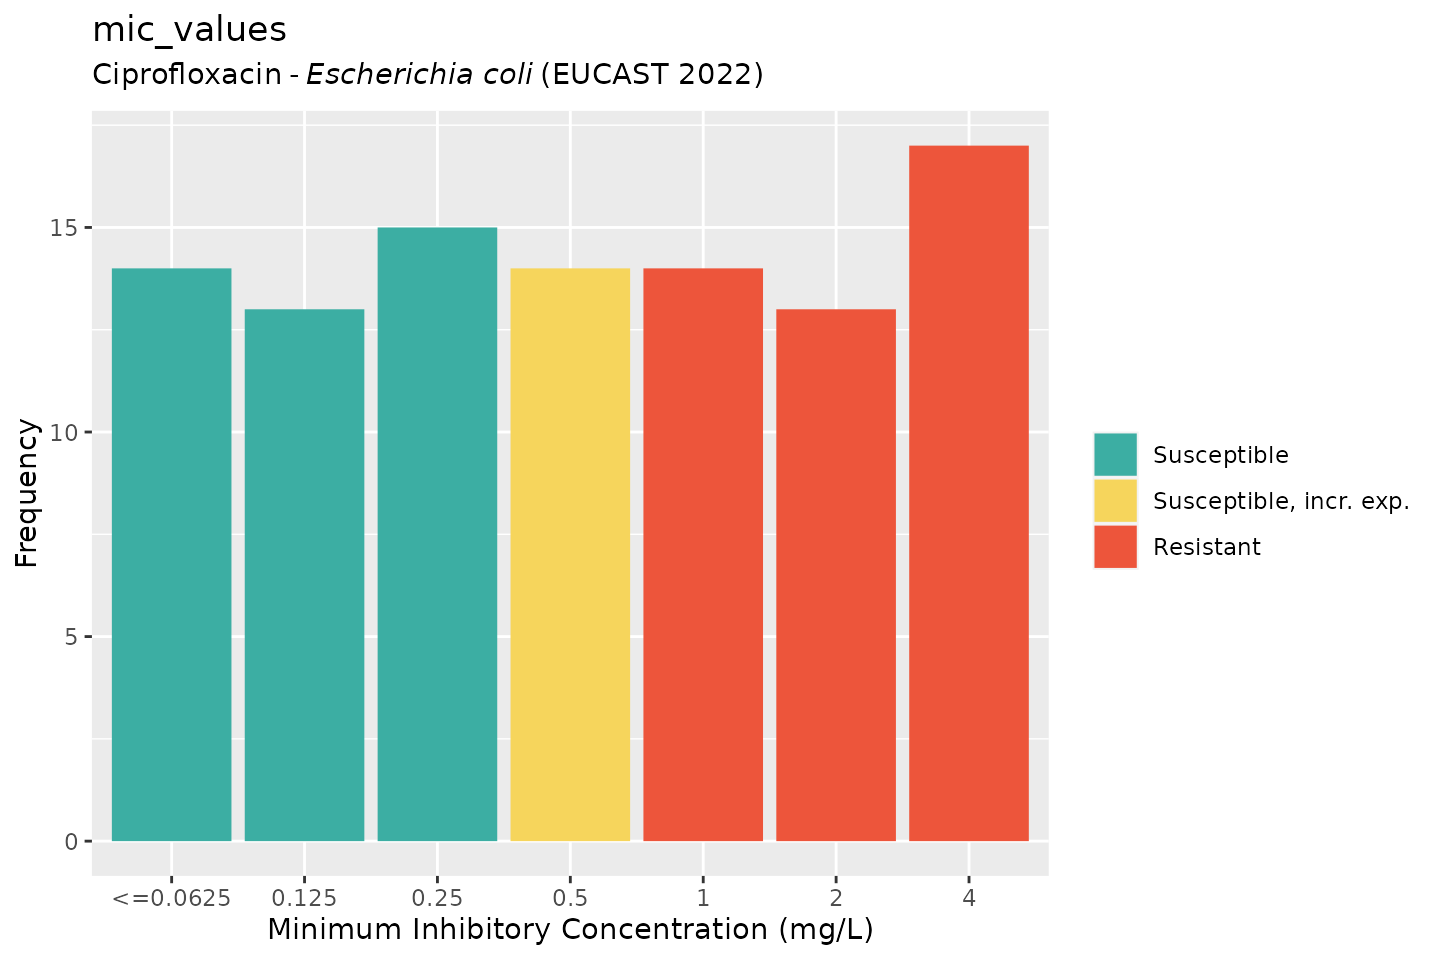 mic_values
Ciprofloxacin - Escherichia coli (EUCAST 2022)
Frequency
15
10
5
0
<=0.0625 0.125 0.25 0.5 1 2 4
Minimum Inhibitory Concentration (mg/L)
Susceptible
Susceptible, incr. exp.
Resistant